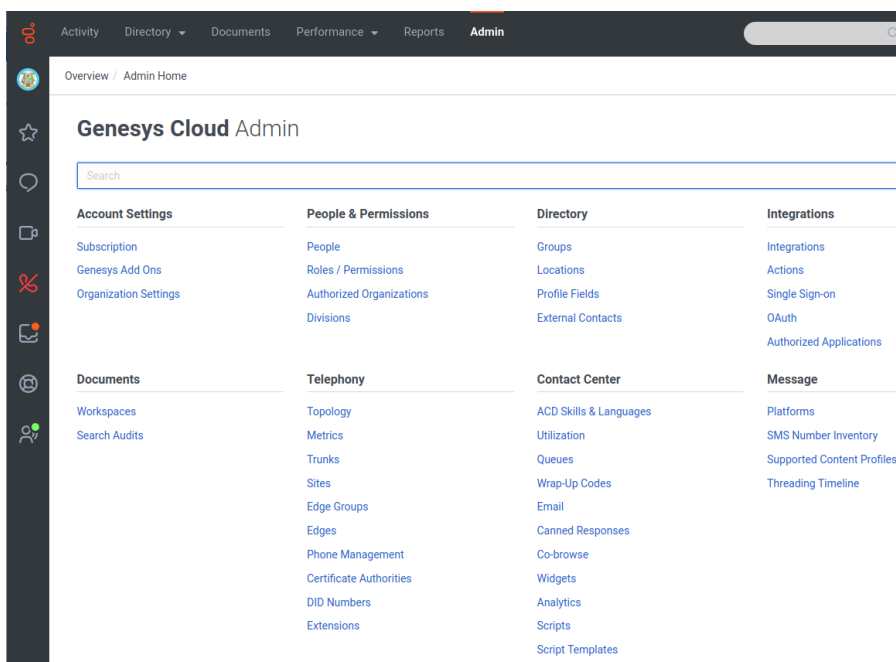 Activity Directory Documents Performance Reports Admin
Overview / Admin Home
Genesys Cloud Admin
Search
Account Settings
Subscription
Genesys Add Ons
Organization Settings
People & Permissions
People
Roles / Permissions
Authorized Organizations
Divisions
Directory
Groups
Locations
Profile Fields
External Contacts
Integrations
Integrations
Actions
Single Sign-on
OAuth
Authorized Applications
Documents
Workspaces
Search Audits
Telephony
Topology
Metrics
Trunks
Sites
Edge Groups
Edges
Phone Management
Certificate Authorities
DID Numbers
Extensions
Contact Center
ACD Skills & Languages
Utilization
Queues
Wrap-Up Codes
Email
Canned Responses
Co-browse
Widgets
Analytics
Scripts
Script Templates
Message
Platforms
SMS Number Inventory
Supported Content Profiles
Threading Timeline